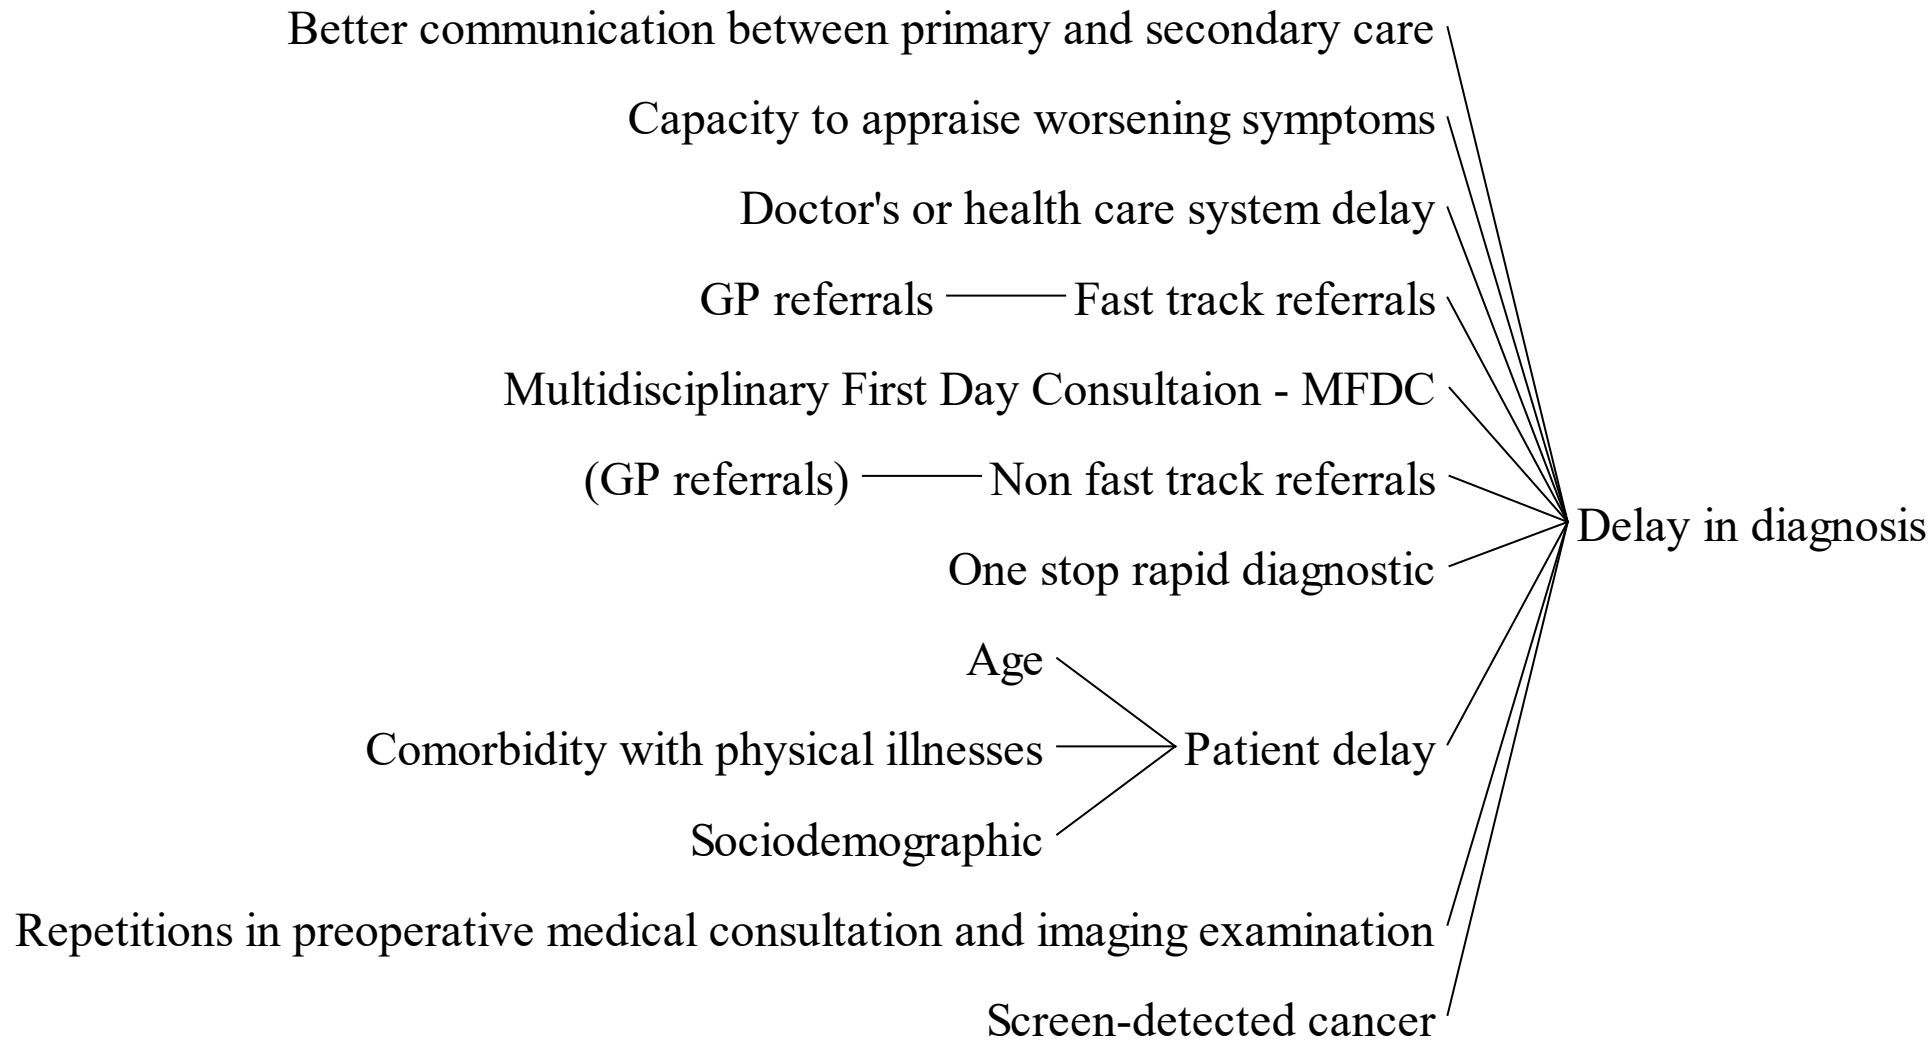 Better communication between primary and secondary care
Capacity to appraise worsening symptoms
Doctor's or health care system delay
GP referrals Fast track referrals
Multidisciplinary First Day Consultaion - MFDC
(GP referrals) Non fast track referrals
Delay in diagnosis
One stop rapid diagnostic
Age
Comorbidity with physical illnesses Patient delay
Sociodemographic
Repetitions in preoperative medical consultation and imaging examination
Screen-detected cancer